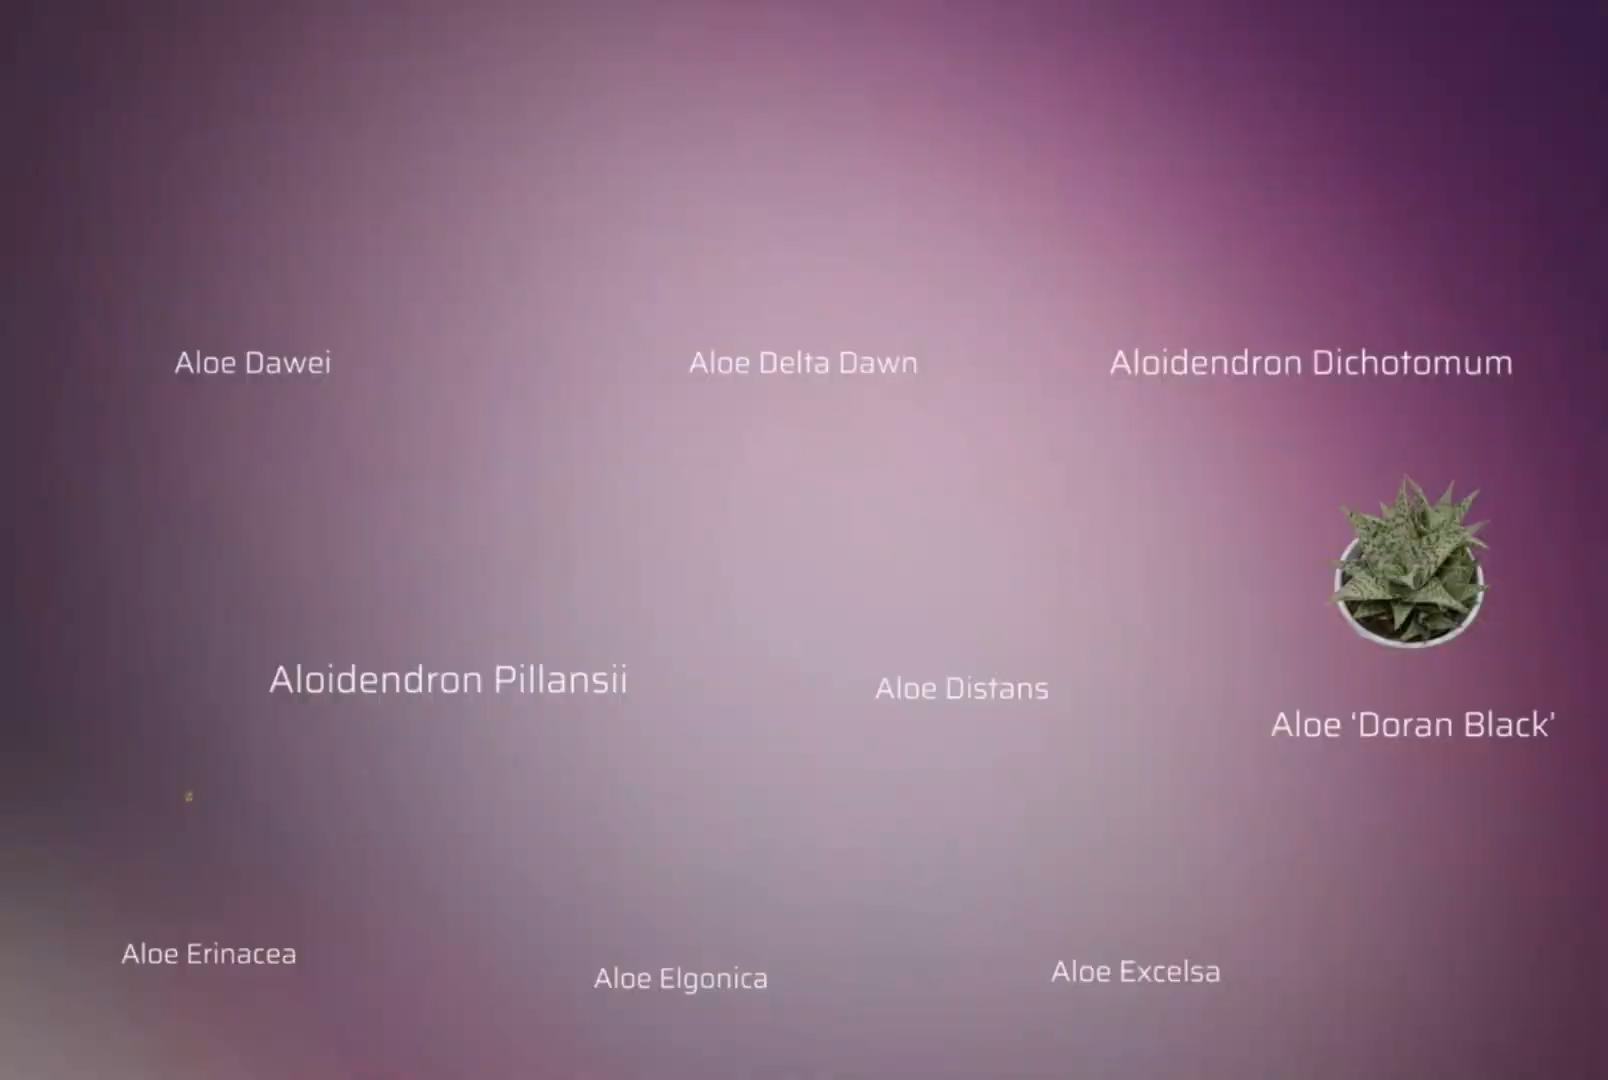 Aloe Dawei
Aloe Delta Dawn
Aloidendron Dichotomum
Aloidendron Pillansii
Aloe Distans
Aloe ‘Doran Black’
Aloe Erinacea
Aloe Elgonica
Aloe Excelsa